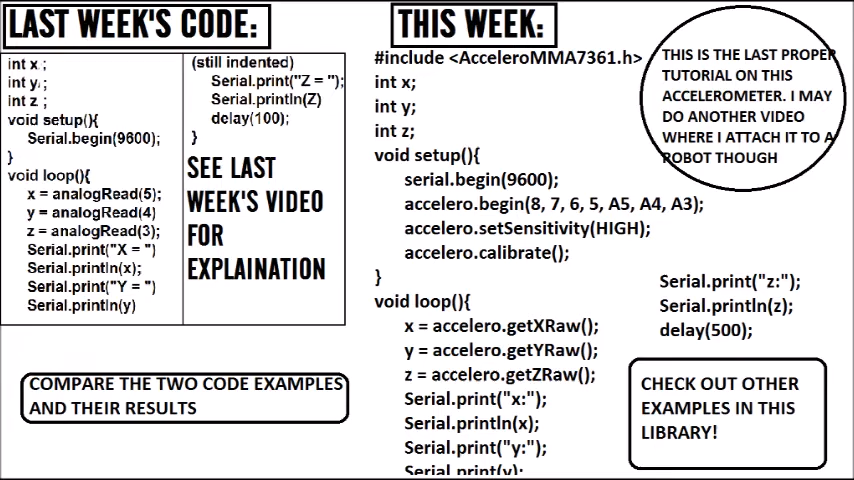 LAST WEEK'S CODE:
int x ;
int y ;
int z ;
void setup(){
Serial.begin(9600);
}
void loop(){
x = analogRead(5);
y = analogRead(4)
z = analogRead(3);
Serial.print("X = ")
Serial.println(x);
Serial.print("Y = ")
Serial.println(y)
(still indented)
Serial.print("Z = ");
Serial.println(Z)
delay(100);
}
SEE LAST
WEEK'S VIDEO
FOR
EXPLAINATION
COMPARE THE TWO CODE EXAMPLES
AND THEIR RESULTS
THIS WEEK:
#include <AcceleroMMA7361.h>
int x;
int y;
int z;
void setup(){
serial.begin(9600);
accelero.begin(8, 7, 6, 5, A5, A4, A3);
accelero.setSensitivity(HIGH);
accelero.calibrate();
}
void loop(){
x = accelero.getXRaw();
y = accelero.getYRaw();
z = accelero.getZRaw();
Serial.print("x:");
Serial.println(x);
Serial.print("y:");
Serial.print(y);
Serial.print("z:");
Serial.println(z);
delay(500);
THIS IS THE LAST PROPER
TUTORIAL ON THIS
ACCELEROMETER. I MAY
DO ANOTHER VIDEO
WHERE I ATTACH IT TO A
ROBOT THOUGH
CHECK OUT OTHER
EXAMPLES IN THIS
LIBRARY!